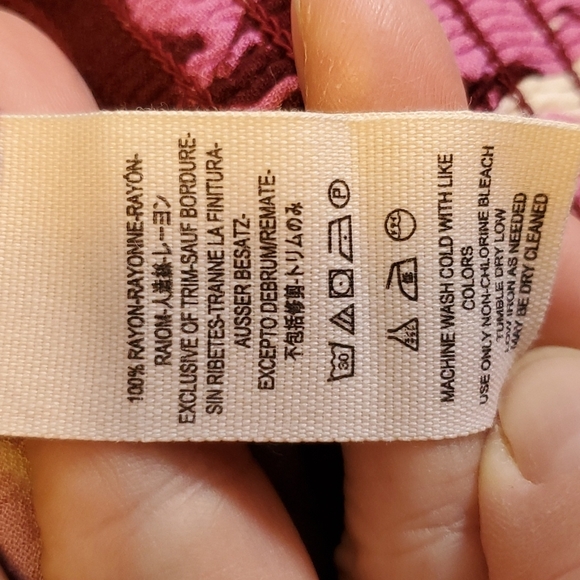 100% RAYON-RAYONNE-RAYÓN-
RAIOM-人造絲-レーヨン
EXCLUSIVE OF TRIM-SAUF BORDURE-
SIN RIBETES-TRANNE LA FINITURA-
AUSSER BESATZ-
EXCEPTO DEBRUM/REMATE-
不包括修剪-トリムのみ
30 P
MACHINE WASH COLD WITH LIKE
COLORS
USE ONLY NON-CHLORINE BLEACH
TUMBLE DRY LOW
LOW IRON AS NEEDED
MAY BE DRY CLEANED